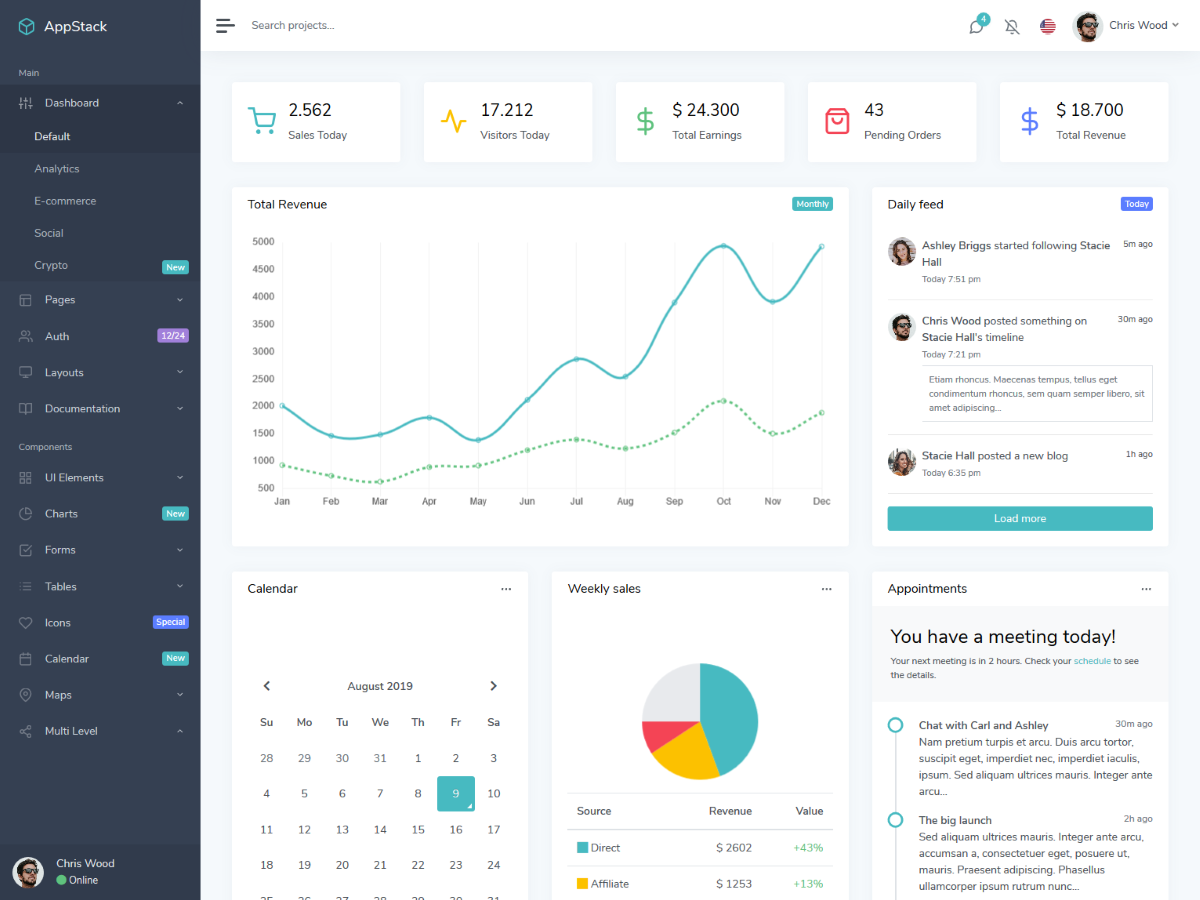 AppStack
Main
Dashboard
Default
Analytics
E-commerce
Social
Crypto New
Pages
Auth 12/24
Layouts
Documentation
Components
UI Elements
Charts New
Forms
Tables
Icons Special
Calendar New
Maps
Multi Level
Chris Wood
Online
Search projects...
4
Chris Wood
2.562
Sales Today
17.212
Visitors Today
$ 24.300
Total Earnings
43
Pending Orders
$ 18.700
Total Revenue
Total Revenue Monthly
5000
4500
4000
3500
3000
2500
2000
1500
1000
500
Jan Feb Mar Apr May Jun Jul Aug Sep Oct Nov Dec
Daily feed Today
Ashley Briggs started following Stacie 5m ago
Hall
Today 7:51 pm
Chris Wood posted something on 30m ago
Stacie Hall's timeline
Today 7:21 pm
Etiam rhoncus. Maecenas tempus, tellus eget
condimentum rhoncus, sem quam semper libero, sit
amet adipiscing...
Stacie Hall posted a new blog 1h ago
Today 6:35 pm
Load more
Calendar ...
August 2019
Su Mo Tu We Th Fr Sa
28 29 30 31 1 2 3
4 5 6 7 8 9 10
11 12 13 14 15 16 17
18 19 20 21 22 23 24
25 26 27 28 29 30 31
Weekly sales ...
Source Revenue Value
Direct $ 2602 +43%
Affiliate $ 1253 +13%
Appointments ...
You have a meeting today!
Your next meeting is in 2 hours. Check your schedule to see
the details.
Chat with Carl and Ashley 30m ago
Nam pretium turpis et arcu. Duis arcu tortor,
suscipit eget, imperdiet nec, imperdiet iaculis,
ipsum. Sed aliquam ultrices mauris. Integer ante
arcu...
The big launch 2h ago
Sed aliquam ultrices mauris. Integer ante arcu,
accumsan a, consectetuer eget, posuere ut,
mauris. Praesent adipiscing. Phasellus
ullamcorper ipsum rutrum nunc...